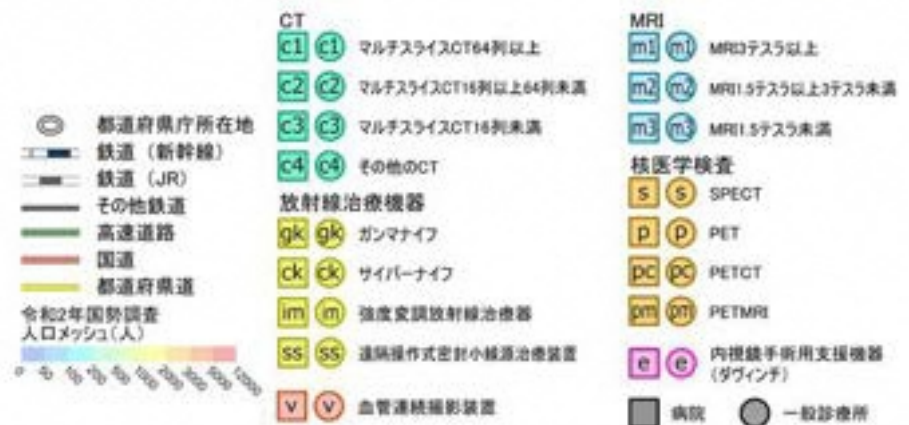 都道府県庁所在地
鉄道（新幹線）
鉄道（JR）
その他鉄道
高速道路
国道
都道府県道
令和2年国勢調査
人口メッシュ（人）
0 50 100 200 500 1000 2000 3000 5000 12000
CT
c1 c1 マルチスライスCT64列以上
c2 c2 マルチスライスCT16列以上64列未満
c3 c3 マルチスライスCT16列未満
c4 c4 その他のCT
放射線治療機器
gk gk ガンマナイフ
ck ck サイバーナイフ
im im 強度変調放射線治療器
ss ss 遠隔操作式密封小線源治療装置
v v 血管連続撮影装置
MRI
m1 m1 MRI3テスラ以上
m2 m2 MRI1.5テスラ以上3テスラ未満
m3 m3 MRI1.5テスラ未満
核医学検査
s s SPECT
p p PET
pc pc PETCT
pm pm PETMRI
e e 内視鏡手術用支援機器
（ダヴィンチ）
病院 一般診療所